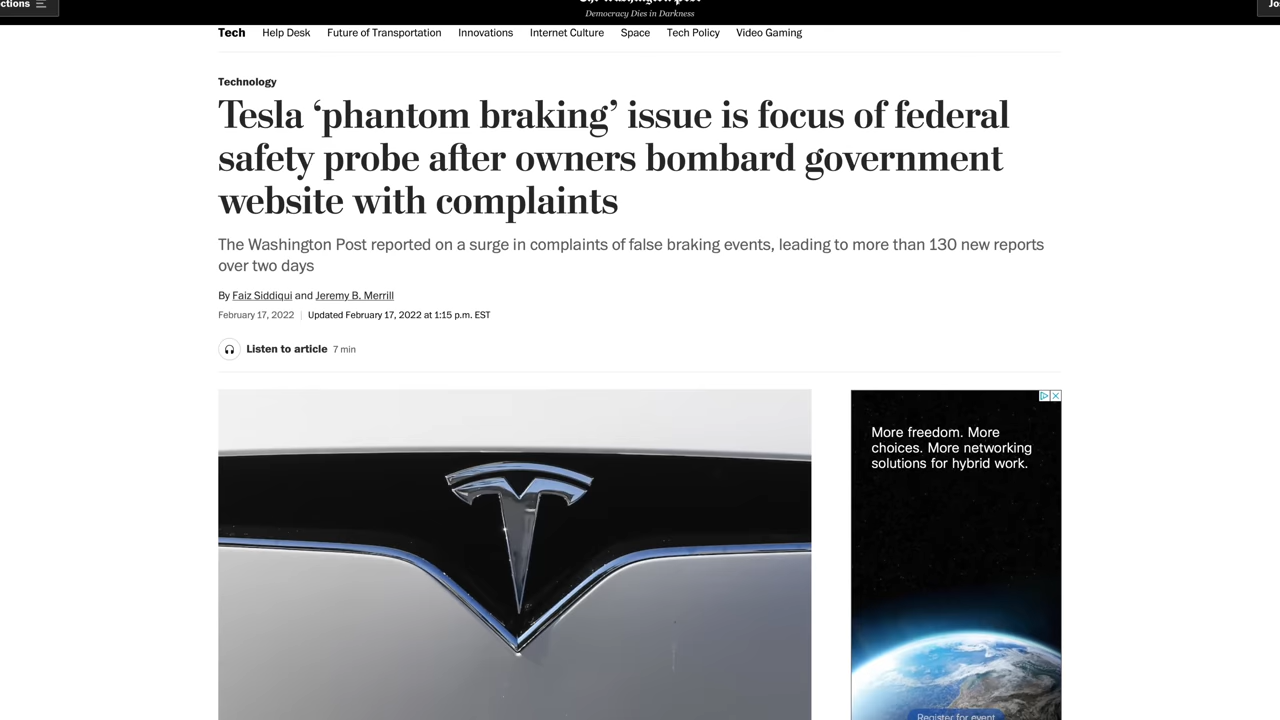 ctions
Democracy Dies in Darkness
Jo
Tech Help Desk Future of Transportation Innovations Internet Culture Space Tech Policy Video Gaming
Technology
Tesla ‘phantom braking’ issue is focus of federal
safety probe after owners bombard government
website with complaints
The Washington Post reported on a surge in complaints of false braking events, leading to more than 130 new reports
over two days
By Faiz Siddiqui and Jeremy B. Merrill
February 17, 2022 | Updated February 17, 2022 at 1:15 p.m. EST
Listen to article 7 min
More freedom. More
choices. More networking
solutions for hybrid work.
Register for event